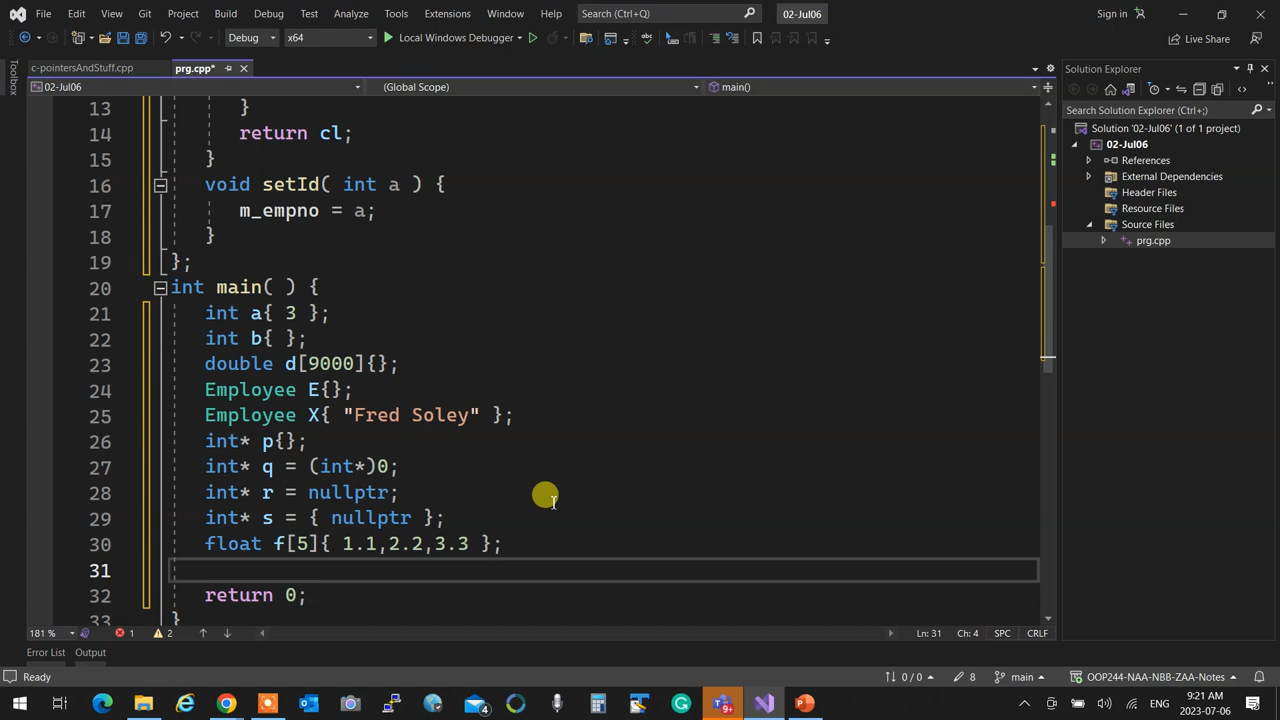 File Edit View Git Project Build Debug Test Analyze Tools Extensions Window Help Search (Ctrl+Q) 02-Jul06 Sign in
Debug x64 Local Windows Debugger Live Share
Toolbox
c-pointersAndStuff.cpp prg.cpp*
02-Jul06 (Global Scope) main()
13 }
14 return cl;
15 }
16 void setId( int a ) {
17 m_empno = a;
18 }
19 };
20 int main( ) {
21 int a{ 3 };
22 int b{ };
23 double d[9000]{};
24 Employee E{};
25 Employee X{ "Fred Soley" };
26 int* p{};
27 int* q = (int*)0;
28 int* r = nullptr;
29 int* s = { nullptr };
30 float f[5]{ 1.1,2.2,3.3 };
31
32 return 0;
33 }
181 % 1 2 Ln: 31 Ch: 4 SPC CRLF
Error List Output
Solution Explorer
Search Solution Explorer (Ctrl+;)
Solution '02-Jul06' (1 of 1 project)
02-Jul06
References
External Dependencies
Header Files
Resource Files
Source Files
prg.cpp
Ready 0 / 0 8 main OOP244-NAA-NBB-ZAA-Notes
4 9+ ENG 9:21 AM
2023-07-06